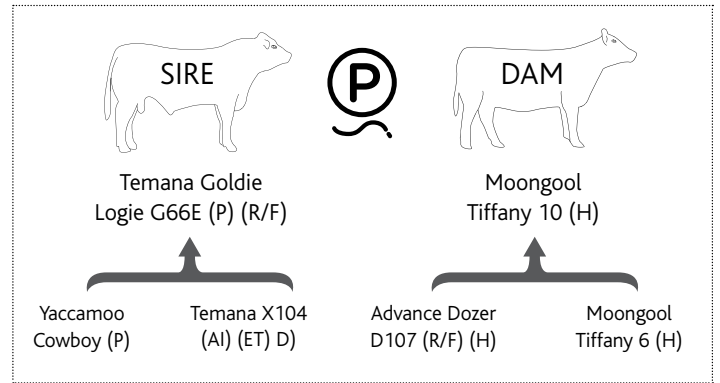 SIRE
P
DAM
Temana Goldie
Logie G66E (P) (R/F)
Moongool
Tiffany 10 (H)
Yaccamoo
Cowboy (P)
Temana X104
(AI) (ET) D)
Advance Dozer
D107 (R/F) (H)
Moongool
Tiffany 6 (H)